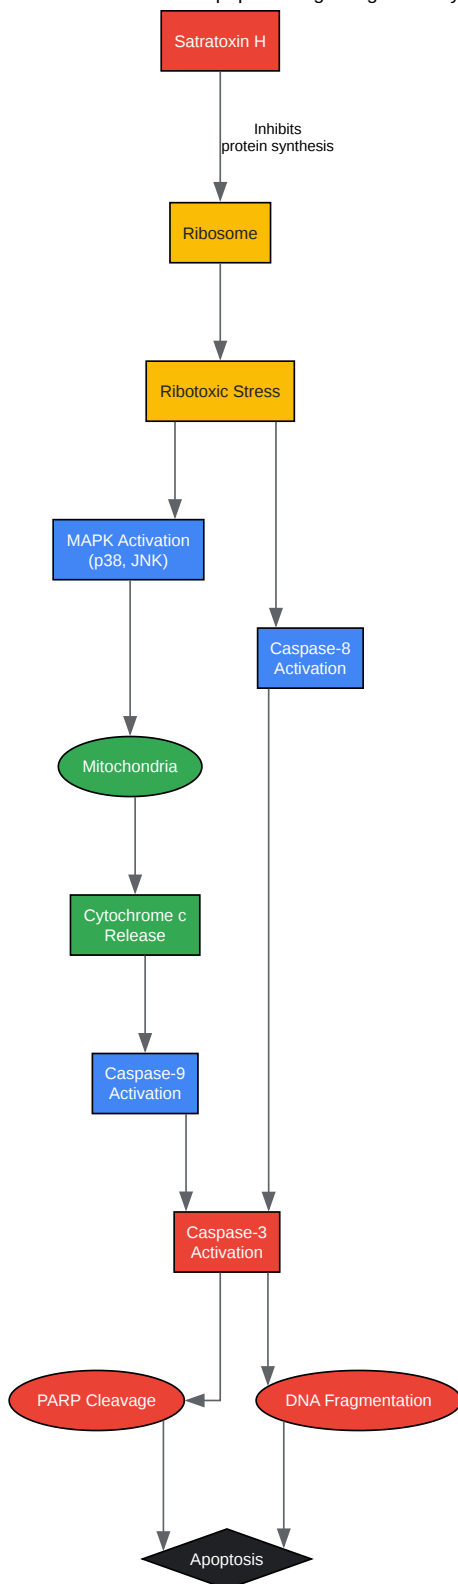 Satratoxin H
Inhibits
protein synthesis
Ribosome
Ribotoxic Stress
MAPK Activation
(p38, JNK)
Caspase-8
Activation
Mitochondria
Cytochrome c
Release
Caspase-9
Activation
Caspase-3
Activation
PARP Cleavage
DNA Fragmentation
Apoptosis